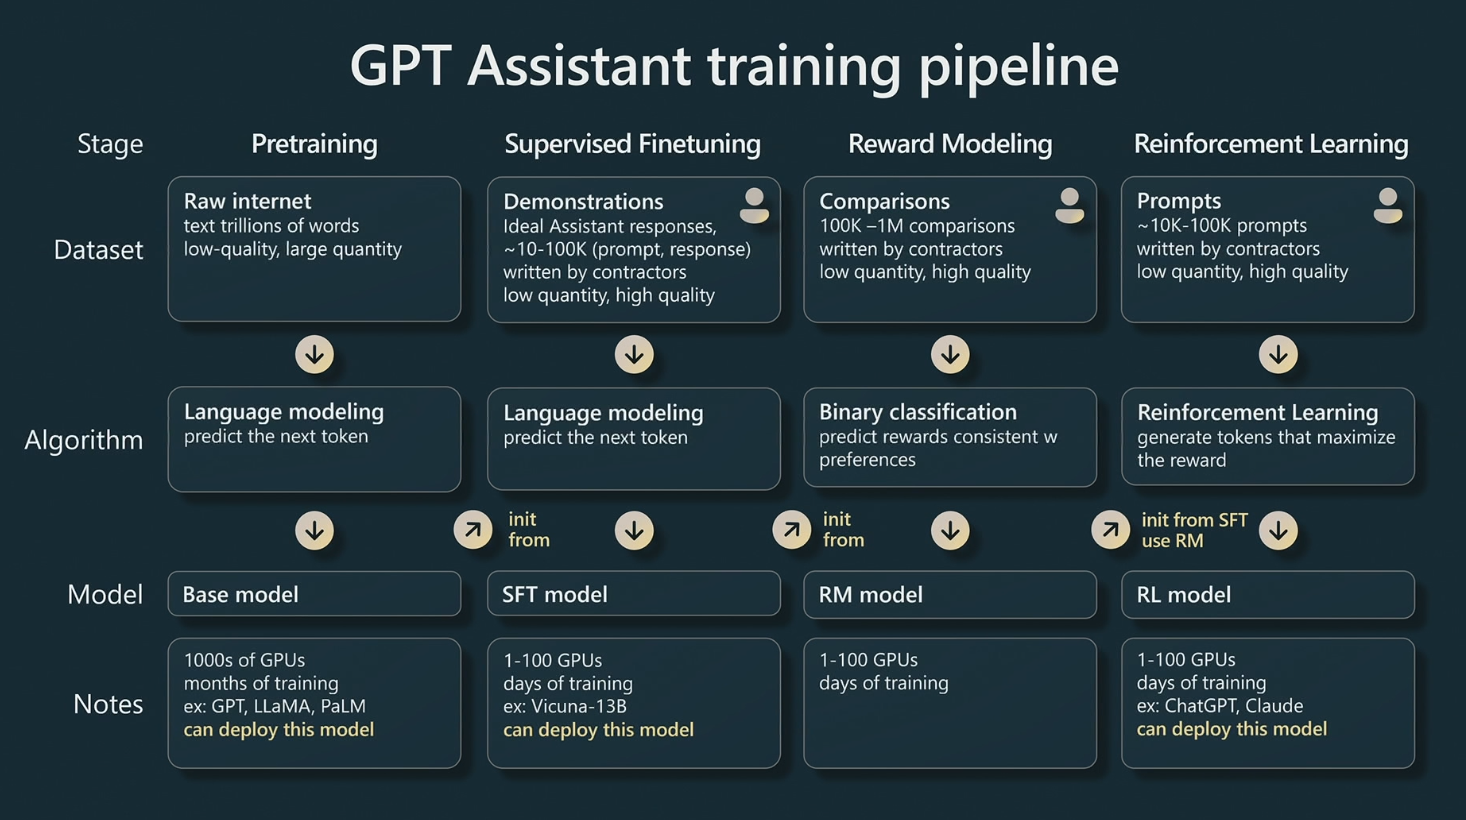 GPT Assistant training pipeline
Stage
Pretraining
Supervised Finetuning
Reward Modeling
Reinforcement Learning
Dataset
Raw internet
text trillions of words
low-quality, large quantity
Demonstrations
Ideal Assistant responses,
~10-100K (prompt, response)
written by contractors
low quantity, high quality
Comparisons
100K –1M comparisons
written by contractors
low quantity, high quality
Prompts
~10K-100K prompts
written by contractors
low quantity, high quality
Algorithm
Language modeling
predict the next token
Language modeling
predict the next token
Binary classification
predict rewards consistent w
preferences
Reinforcement Learning
generate tokens that maximize
the reward
init
from
init
from
init from SFT
use RM
Model
Base model
SFT model
RM model
RL model
Notes
1000s of GPUs
months of training
ex: GPT, LLaMA, PaLM
can deploy this model
1-100 GPUs
days of training
ex: Vicuna-13B
can deploy this model
1-100 GPUs
days of training
1-100 GPUs
days of training
ex: ChatGPT, Claude
can deploy this model